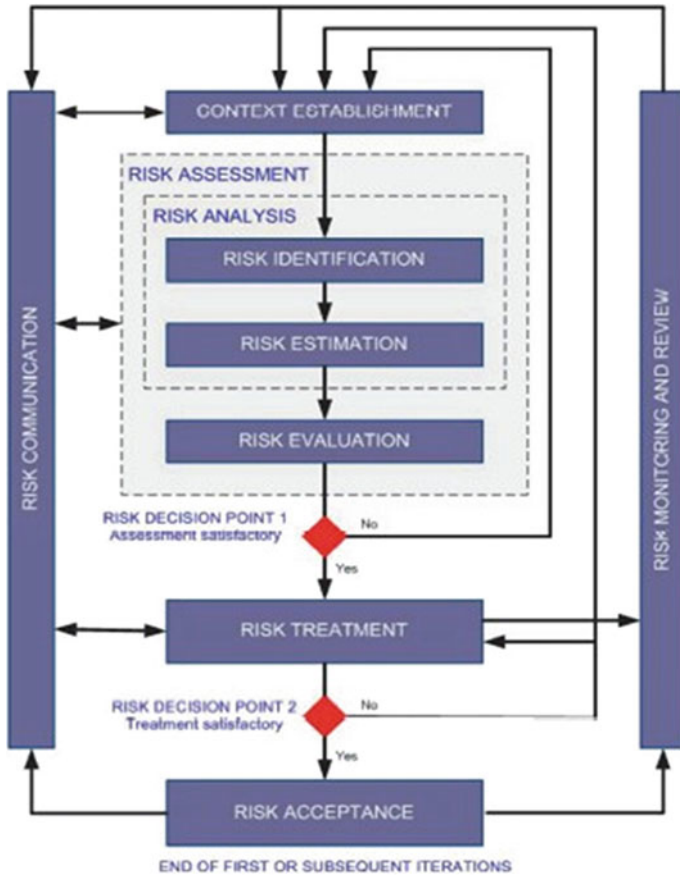 CONTEXT ESTABLISHMENT
RISK ASSESSMENT
RISK ANALYSIS
RISK IDENTIFICATION
RISK ESTIMATION
RISK EVALUATION
RISK COMMUNICATION
RISK MONITORING AND REVIEW
RISK DECISION POINT 1
Assessment satisfactory
No
Yes
RISK TREATMENT
RISK DECISION POINT 2
Treatment satisfactory
No
Yes
RISK ACCEPTANCE
END OF FIRST OR SUBSEQUENT ITERATIONS